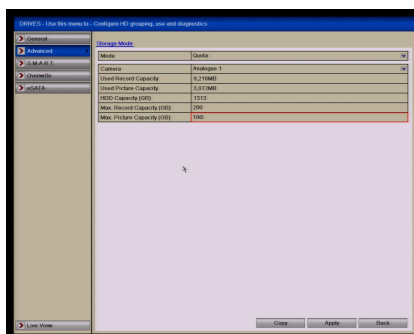 DRIVES - Use this menu to - Configure HD grouping, use and diagnostics
General
Advanced
S.M.A.R.T.
Overwrite
eSATA
Storage Mode
Mode Quota
Camera Analogue 1
Used Record Capacity 9,216MB
Used Picture Capacity 3,072MB
HDD Capacity (GB) 1313
Max. Record Capacity (GB) 200
Max. Picture Capacity (GB) 100
Copy Apply Back
Live View